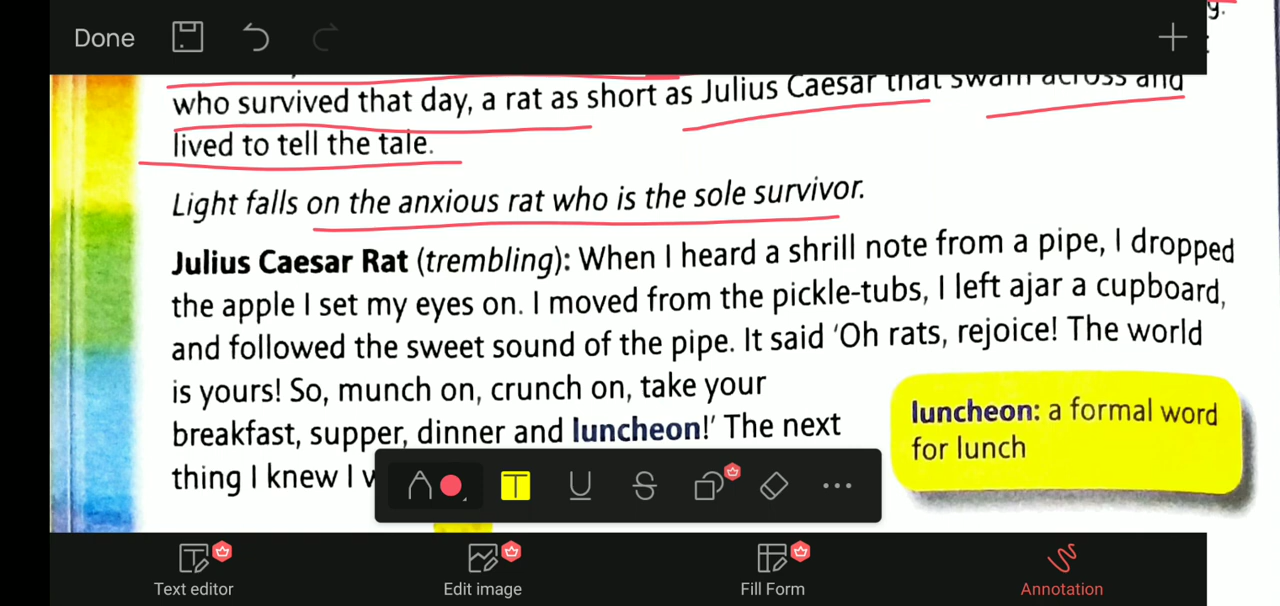 Done
y.
who survived that day, a rat as short as Julius Caesar that swam across and
lived to tell the tale.
Light falls on the anxious rat who is the sole survivor.
Julius Caesar Rat (trembling): When I heard a shrill note from a pipe, I dropped
the apple I set my eyes on. I moved from the pickle-tubs, I left ajar a cupboard,
and followed the sweet sound of the pipe. It said ‘Oh rats, rejoice! The world
is yours! So, munch on, crunch on, take your
breakfast, supper, dinner and luncheon!’ The next
thing I knew I
luncheon: a formal word
for lunch
Text editor
Edit image
Fill Form
Annotation